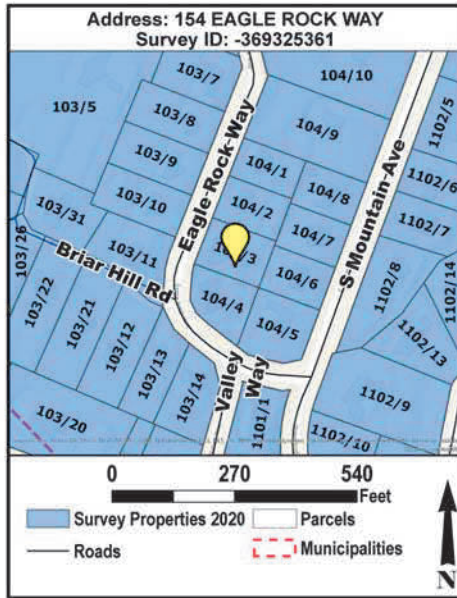 Address: 154 EAGLE ROCK WAY
Survey ID: -369325361
103/7
104/10
103/5
1102/5
103/8
104/9
Eagle Rock Way
S Mountain Ave
103/9
104/1
104/8
1102/6
103/10
104/2
1102/7
103/31
104/7
103/26
103/11
104/6
1102/8
1102/14
Briar Hill Rd
103/22
104/4
103/21
104/5
103/12
1102/13
103/13
Valley Way
103/14
1102/9
103/20
1101/1
1102/10
0 270 540
Feet
Survey Properties 2020 Parcels
Roads Municipalities
N